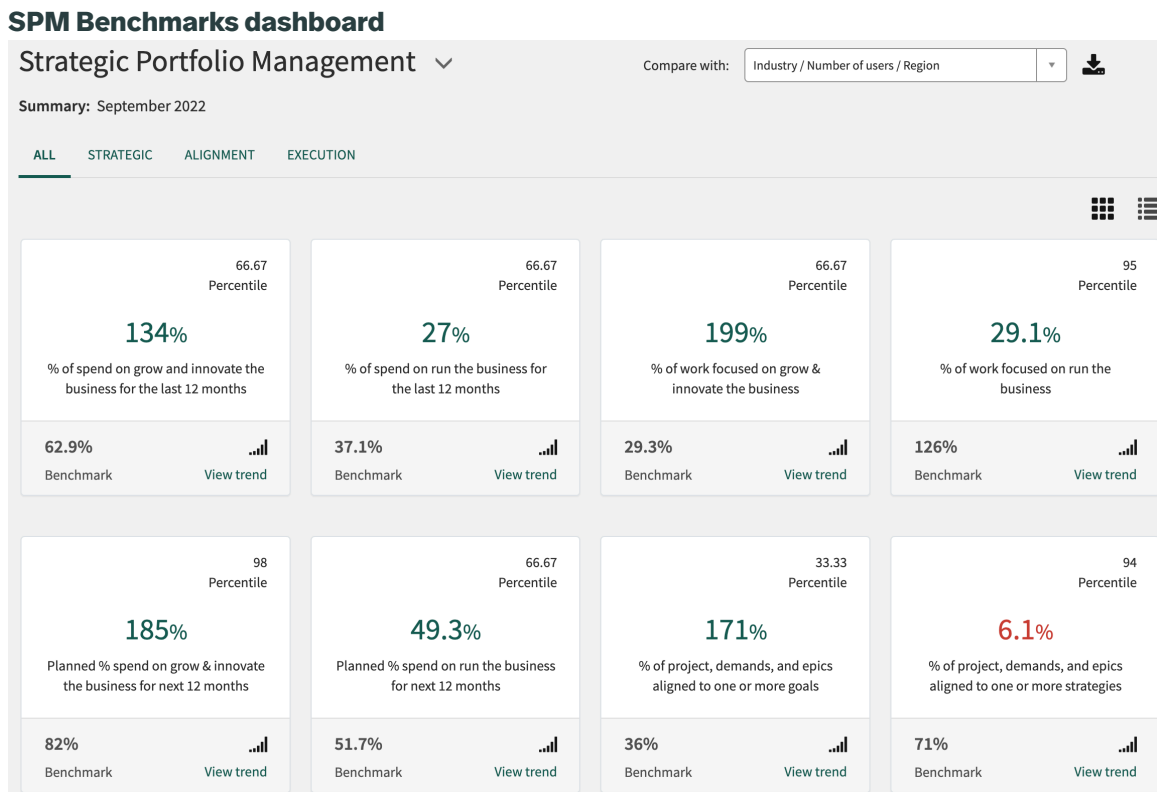 SPM Benchmarks dashboard
Strategic Portfolio Management
Compare with:
Industry / Number of users / Region
Summary: September 2022
ALL
STRATEGIC
ALIGNMENT
EXECUTION
66.67
Percentile
134%
% of spend on grow and innovate the
business for the last 12 months
62.9%
Benchmark
View trend
66.67
Percentile
27%
% of spend on run the business for
the last 12 months
37.1%
Benchmark
View trend
66.67
Percentile
199%
% of work focused on grow &
innovate the business
29.3%
Benchmark
View trend
95
Percentile
29.1%
% of work focused on run the
business
126%
Benchmark
View trend
98
Percentile
185%
Planned % spend on grow & innovate
the business for next 12 months
82%
Benchmark
View trend
66.67
Percentile
49.3%
Planned % spend on run the business
for next 12 months
51.7%
Benchmark
View trend
33.33
Percentile
171%
% of project, demands, and epics
aligned to one or more goals
36%
Benchmark
View trend
94
Percentile
6.1%
% of project, demands, and epics
aligned to one or more strategies
71%
Benchmark
View trend